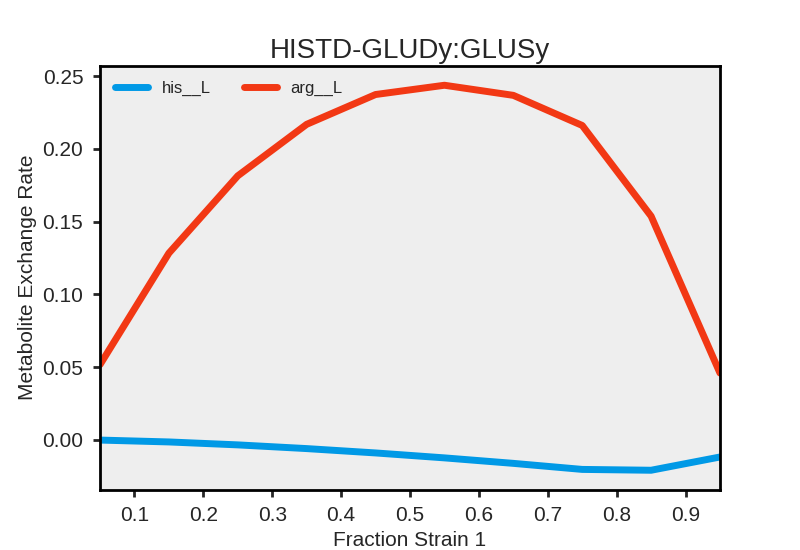 HISTD-GLUDy:GLUSy
his__L arg__L
Metabolite Exchange Rate
0.25
0.20
0.15
0.10
0.05
0.00
0.1 0.2 0.3 0.4 0.5 0.6 0.7 0.8 0.9
Fraction Strain 1